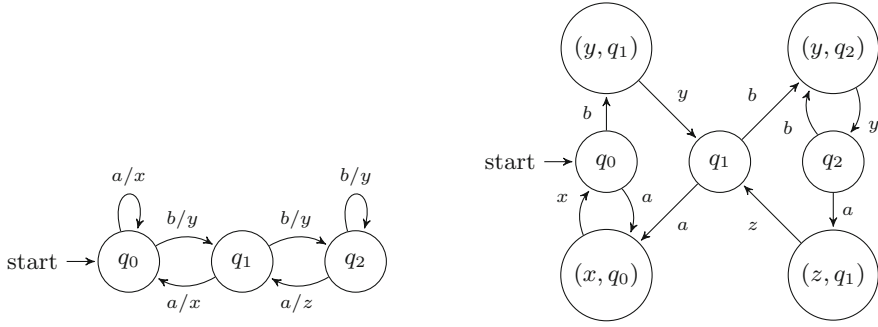 a/x
b/y
b/y
b/y
start
q₀
q₁
q₂
a/x
a/z
(y, q₁)
(y, q₂)
y
b
b
b
y
start
q₀
q₁
q₂
x
a
a
z
a
(x, q₀)
(z, q₁)